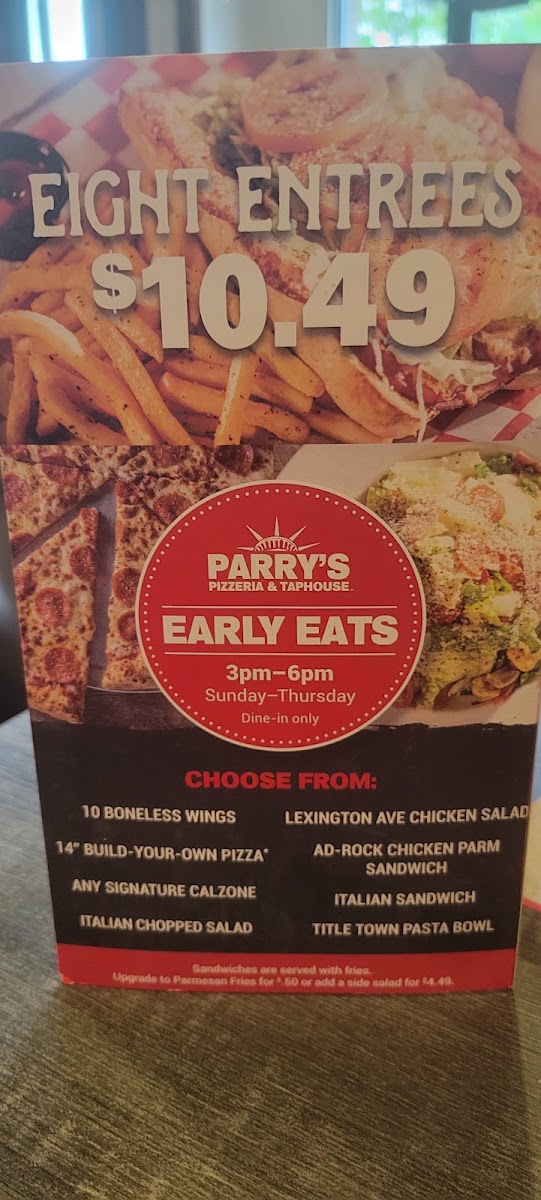 EIGHT ENTREES
$10.49
PARRY'S
PIZZERIA & TAPHOUSE™
EARLY EATS
3pm–6pm
Sunday–Thursday
Dine-in only
CHOOSE FROM:
10 BONELESS WINGS
14" BUILD-YOUR-OWN PIZZA*
ANY SIGNATURE CALZONE
ITALIAN CHOPPED SALAD
LEXINGTON AVE CHICKEN SALAD
AD-ROCK CHICKEN PARM
SANDWICH
ITALIAN SANDWICH
TITLE TOWN PASTA BOWL
Sandwiches are served with fries.
Upgrade to Parmesan Fries for $.50 or add a side salad for $4.49.